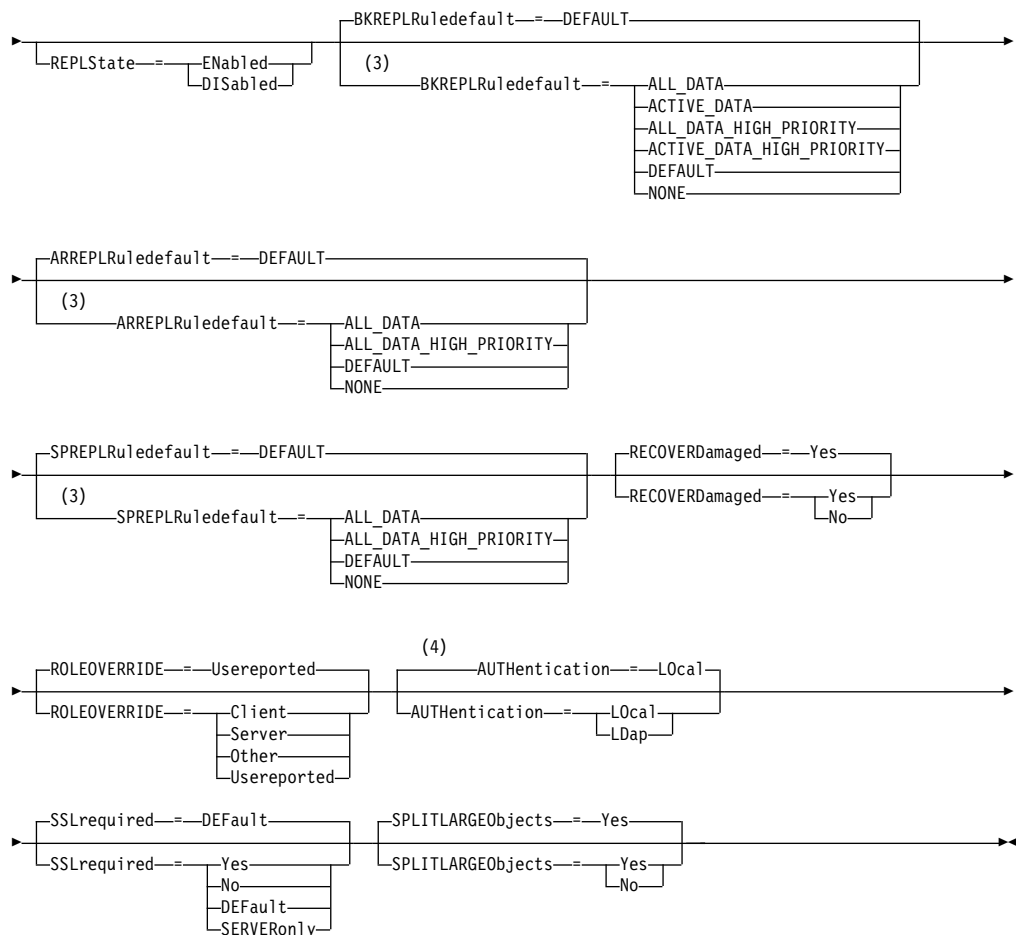 BKREPLRuledefault = DEFAULT
REPLState = ENabled
DISabled
(3)
BKREPLRuledefault = ALL_DATA
ACTIVE_DATA
ALL_DATA_HIGH_PRIORITY
ACTIVE_DATA_HIGH_PRIORITY
DEFAULT
NONE
ARREPLRuledefault = DEFAULT
(3)
ARREPLRuledefault = ALL_DATA
ALL_DATA_HIGH_PRIORITY
DEFAULT
NONE
SPREPLRuledefault = DEFAULT
(3)
SPREPLRuledefault = ALL_DATA
ALL_DATA_HIGH_PRIORITY
DEFAULT
NONE
RECOVERDamaged = Yes
RECOVERDamaged = Yes
No
ROLEOVERRIDE = Usereported
ROLEOVERRIDE = Client
Server
Other
Usereported
(4)
AUTHentication = LOcal
AUTHentication = LOcal
LDap
SSLrequired = DEFault
SSLrequired = Yes
No
DEFault
SERVERonly
SPLITLARGEObjects = Yes
SPLITLARGEObjects = Yes
No